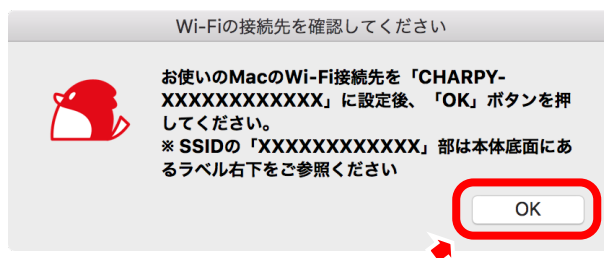 Wi-Fiの接続先を確認してください
お使いのMacのWi-Fi接続先を「CHARPY-
XXXXXXXXXXXX」に設定後、「OK」ボタンを押
してください。
※ SSIDの「XXXXXXXXXXXX」部は本体底面にあ
るラベル右下をご参照ください
OK